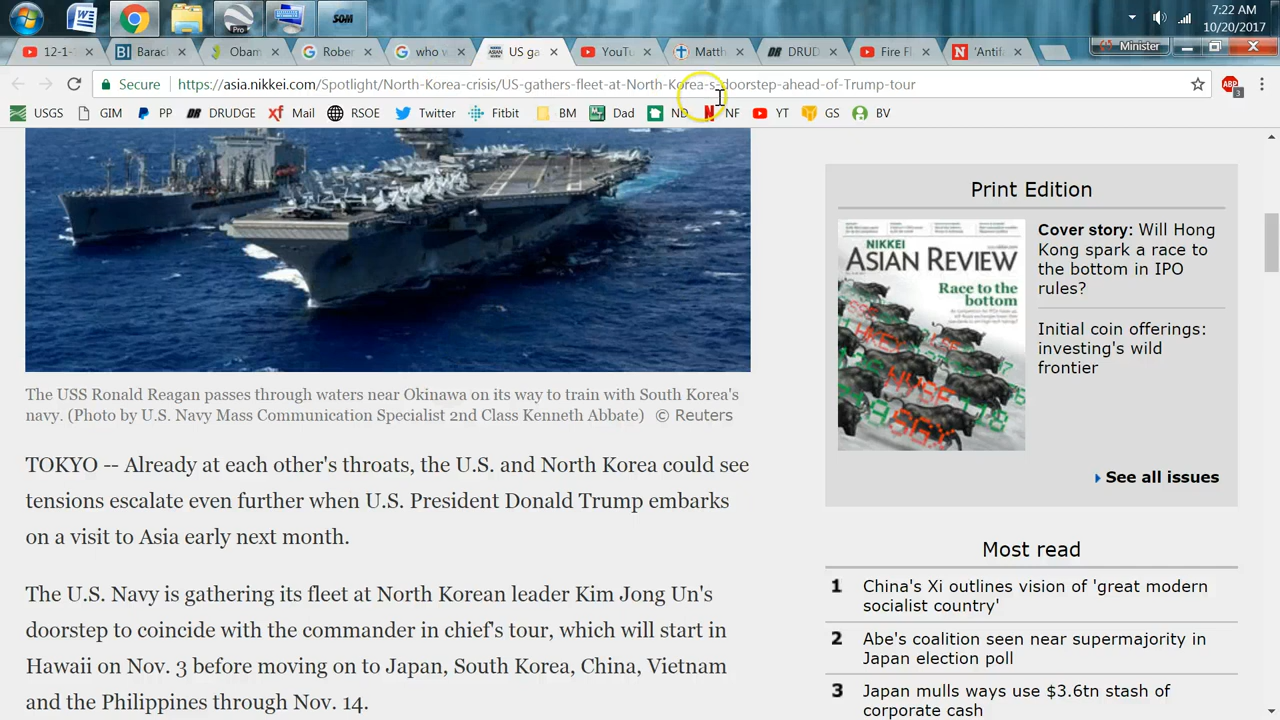 Pro
SOM
7:22 AM
10/20/2017
12-1-
Barac
Obam
Rober
who w
US ga
YouTu
Matth
DRUD
Fire Fl
'Antif
Minister
Secure
https://asia.nikkei.com/Spotlight/North-Korea-crisis/US-gathers-fleet-at-North-Korea-s-doorstep-ahead-of-Trump-tour
3
USGS
GIM
PP
DRUDGE
Mail
RSOE
Twitter
Fitbit
BM
Dad
ND
NF
YT
GS
BV
The USS Ronald Reagan passes through waters near Okinawa on its way to train with South Korea's
navy. (Photo by U.S. Navy Mass Communication Specialist 2nd Class Kenneth Abbate) © Reuters
TOKYO -- Already at each other's throats, the U.S. and North Korea could see
tensions escalate even further when U.S. President Donald Trump embarks
on a visit to Asia early next month.
The U.S. Navy is gathering its fleet at North Korean leader Kim Jong Un's
doorstep to coincide with the commander in chief's tour, which will start in
Hawaii on Nov. 3 before moving on to Japan, South Korea, China, Vietnam
and the Philippines through Nov. 14.
Print Edition
NIKKEI
ASIAN REVIEW
Race to the
bottom
Cover story: Will Hong
Kong spark a race to
the bottom in IPO
rules?
Initial coin offerings:
investing's wild
frontier
See all issues
Most read
1 China's Xi outlines vision of 'great modern
socialist country'
2 Abe's coalition seen near supermajority in
Japan election poll
3 Japan mulls ways use $3.6tn stash of
corporate cash